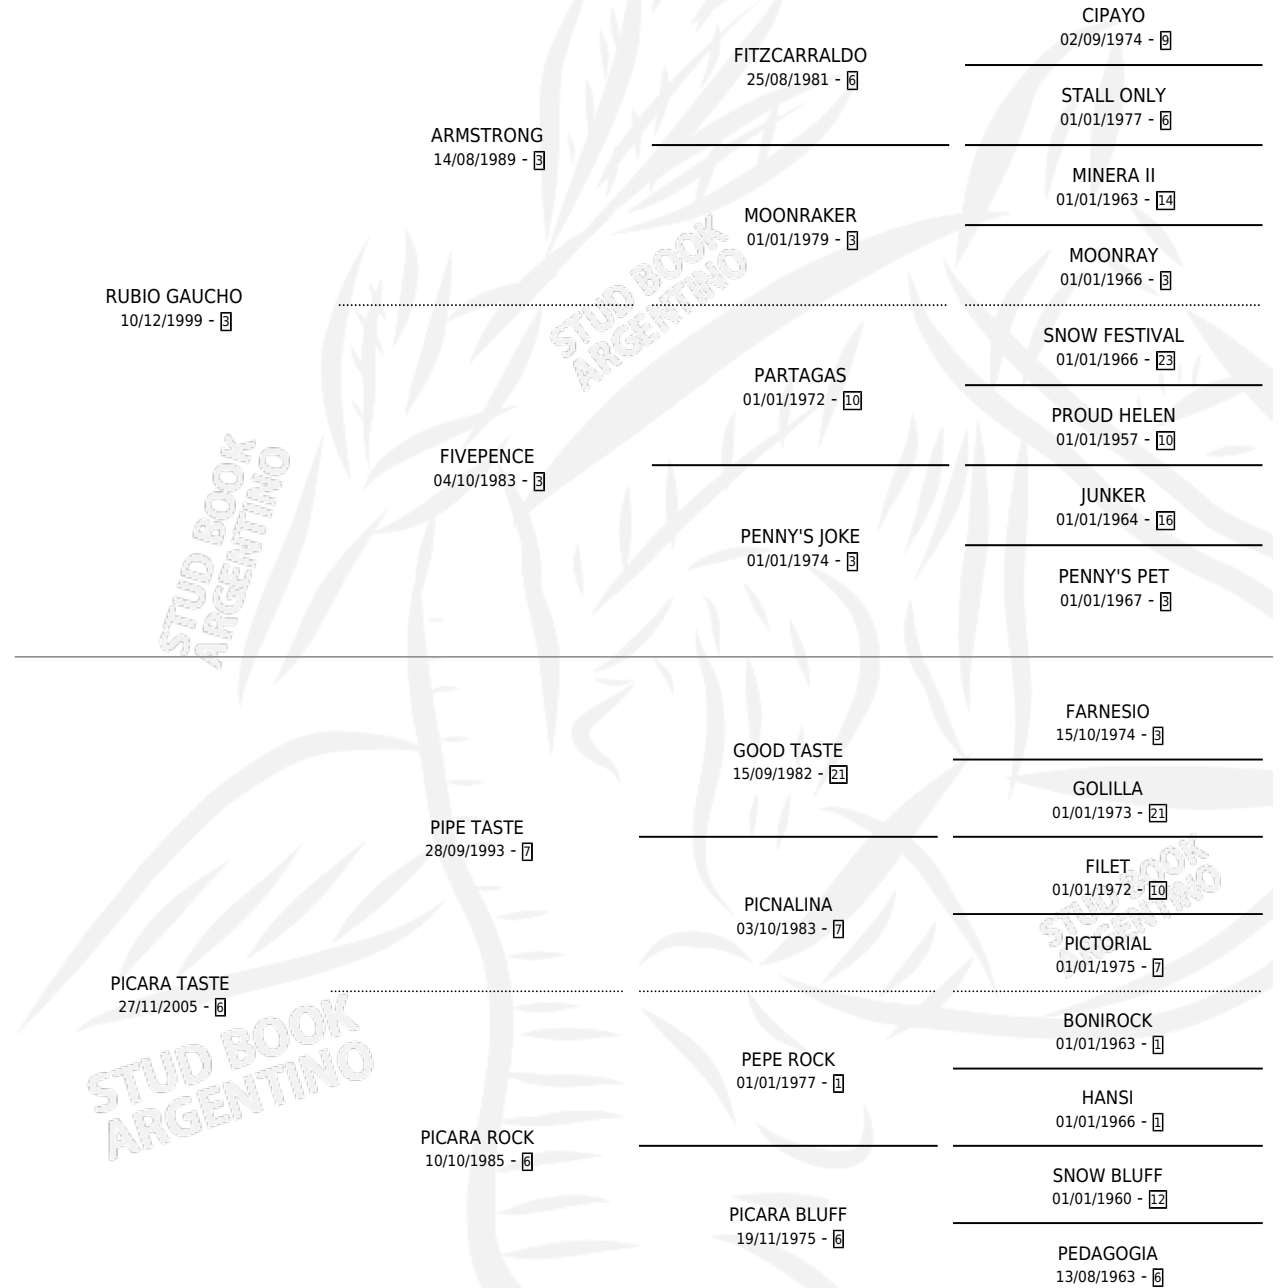 CIPAYO
02/09/1974 - 9
FITZCARRALDO
25/08/1981 - 6
STALL ONLY
01/01/1977 - 6
ARMSTRONG
14/08/1989 - 3
MINERA II
01/01/1963 - 14
MOONRAKER
01/01/1979 - 3
MOONRAY
01/01/1966 - 3
RUBIO GAUCHO
10/12/1999 - 3
SNOW FESTIVAL
01/01/1966 - 23
PARTAGAS
01/01/1972 - 10
PROUD HELEN
01/01/1957 - 10
FIVEPENCE
04/10/1983 - 3
JUNKER
01/01/1964 - 16
PENNY'S JOKE
01/01/1974 - 3
PENNY'S PET
01/01/1967 - 3
STUD BOOK
ARGENTINO
STUD BOOK
ARGENTINO
FARNESIO
15/10/1974 - 3
GOOD TASTE
15/09/1982 - 21
GOLILLA
01/01/1973 - 21
PIPE TASTE
28/09/1993 - 7
FILET
01/01/1972 - 10
PICNALINA
03/10/1983 - 7
PICTORIAL
01/01/1975 - 7
PICARA TASTE
27/11/2005 - 6
BONIROCK
01/01/1963 - 1
PEPE ROCK
01/01/1977 - 1
HANSI
01/01/1966 - 1
PICARA ROCK
10/10/1985 - 6
SNOW BLUFF
01/01/1960 - 12
PICARA BLUFF
19/11/1975 - 6
PEDAGOGIA
13/08/1963 - 6
STUD BOOK
ARGENTINO
STUD BOOK
ARGENTINO